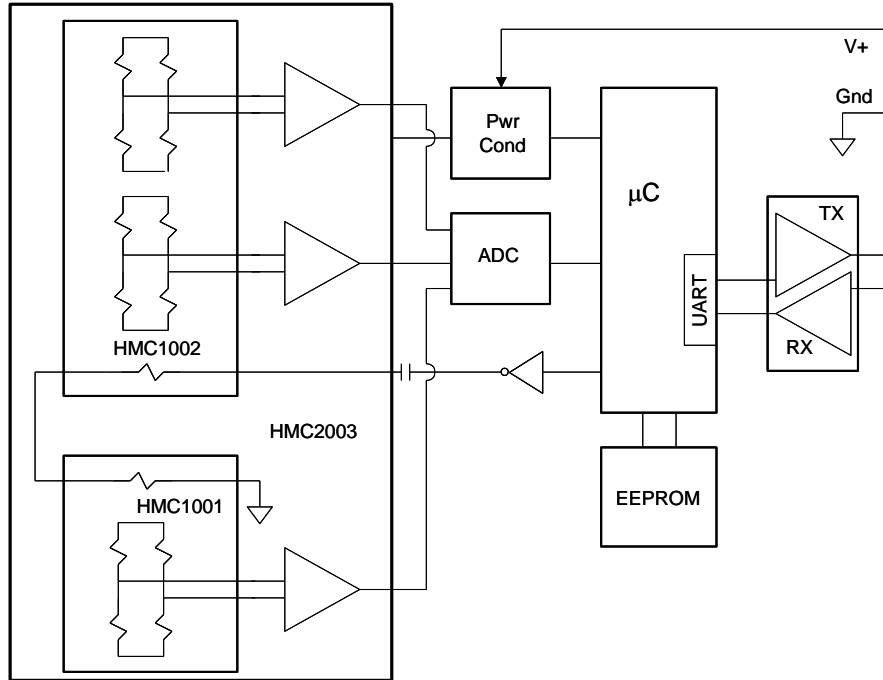 V+
Gnd
Pwr
Cond
µC
TX
ADC
UART
RX
HMC1002
HMC2003
HMC1001
EEPROM